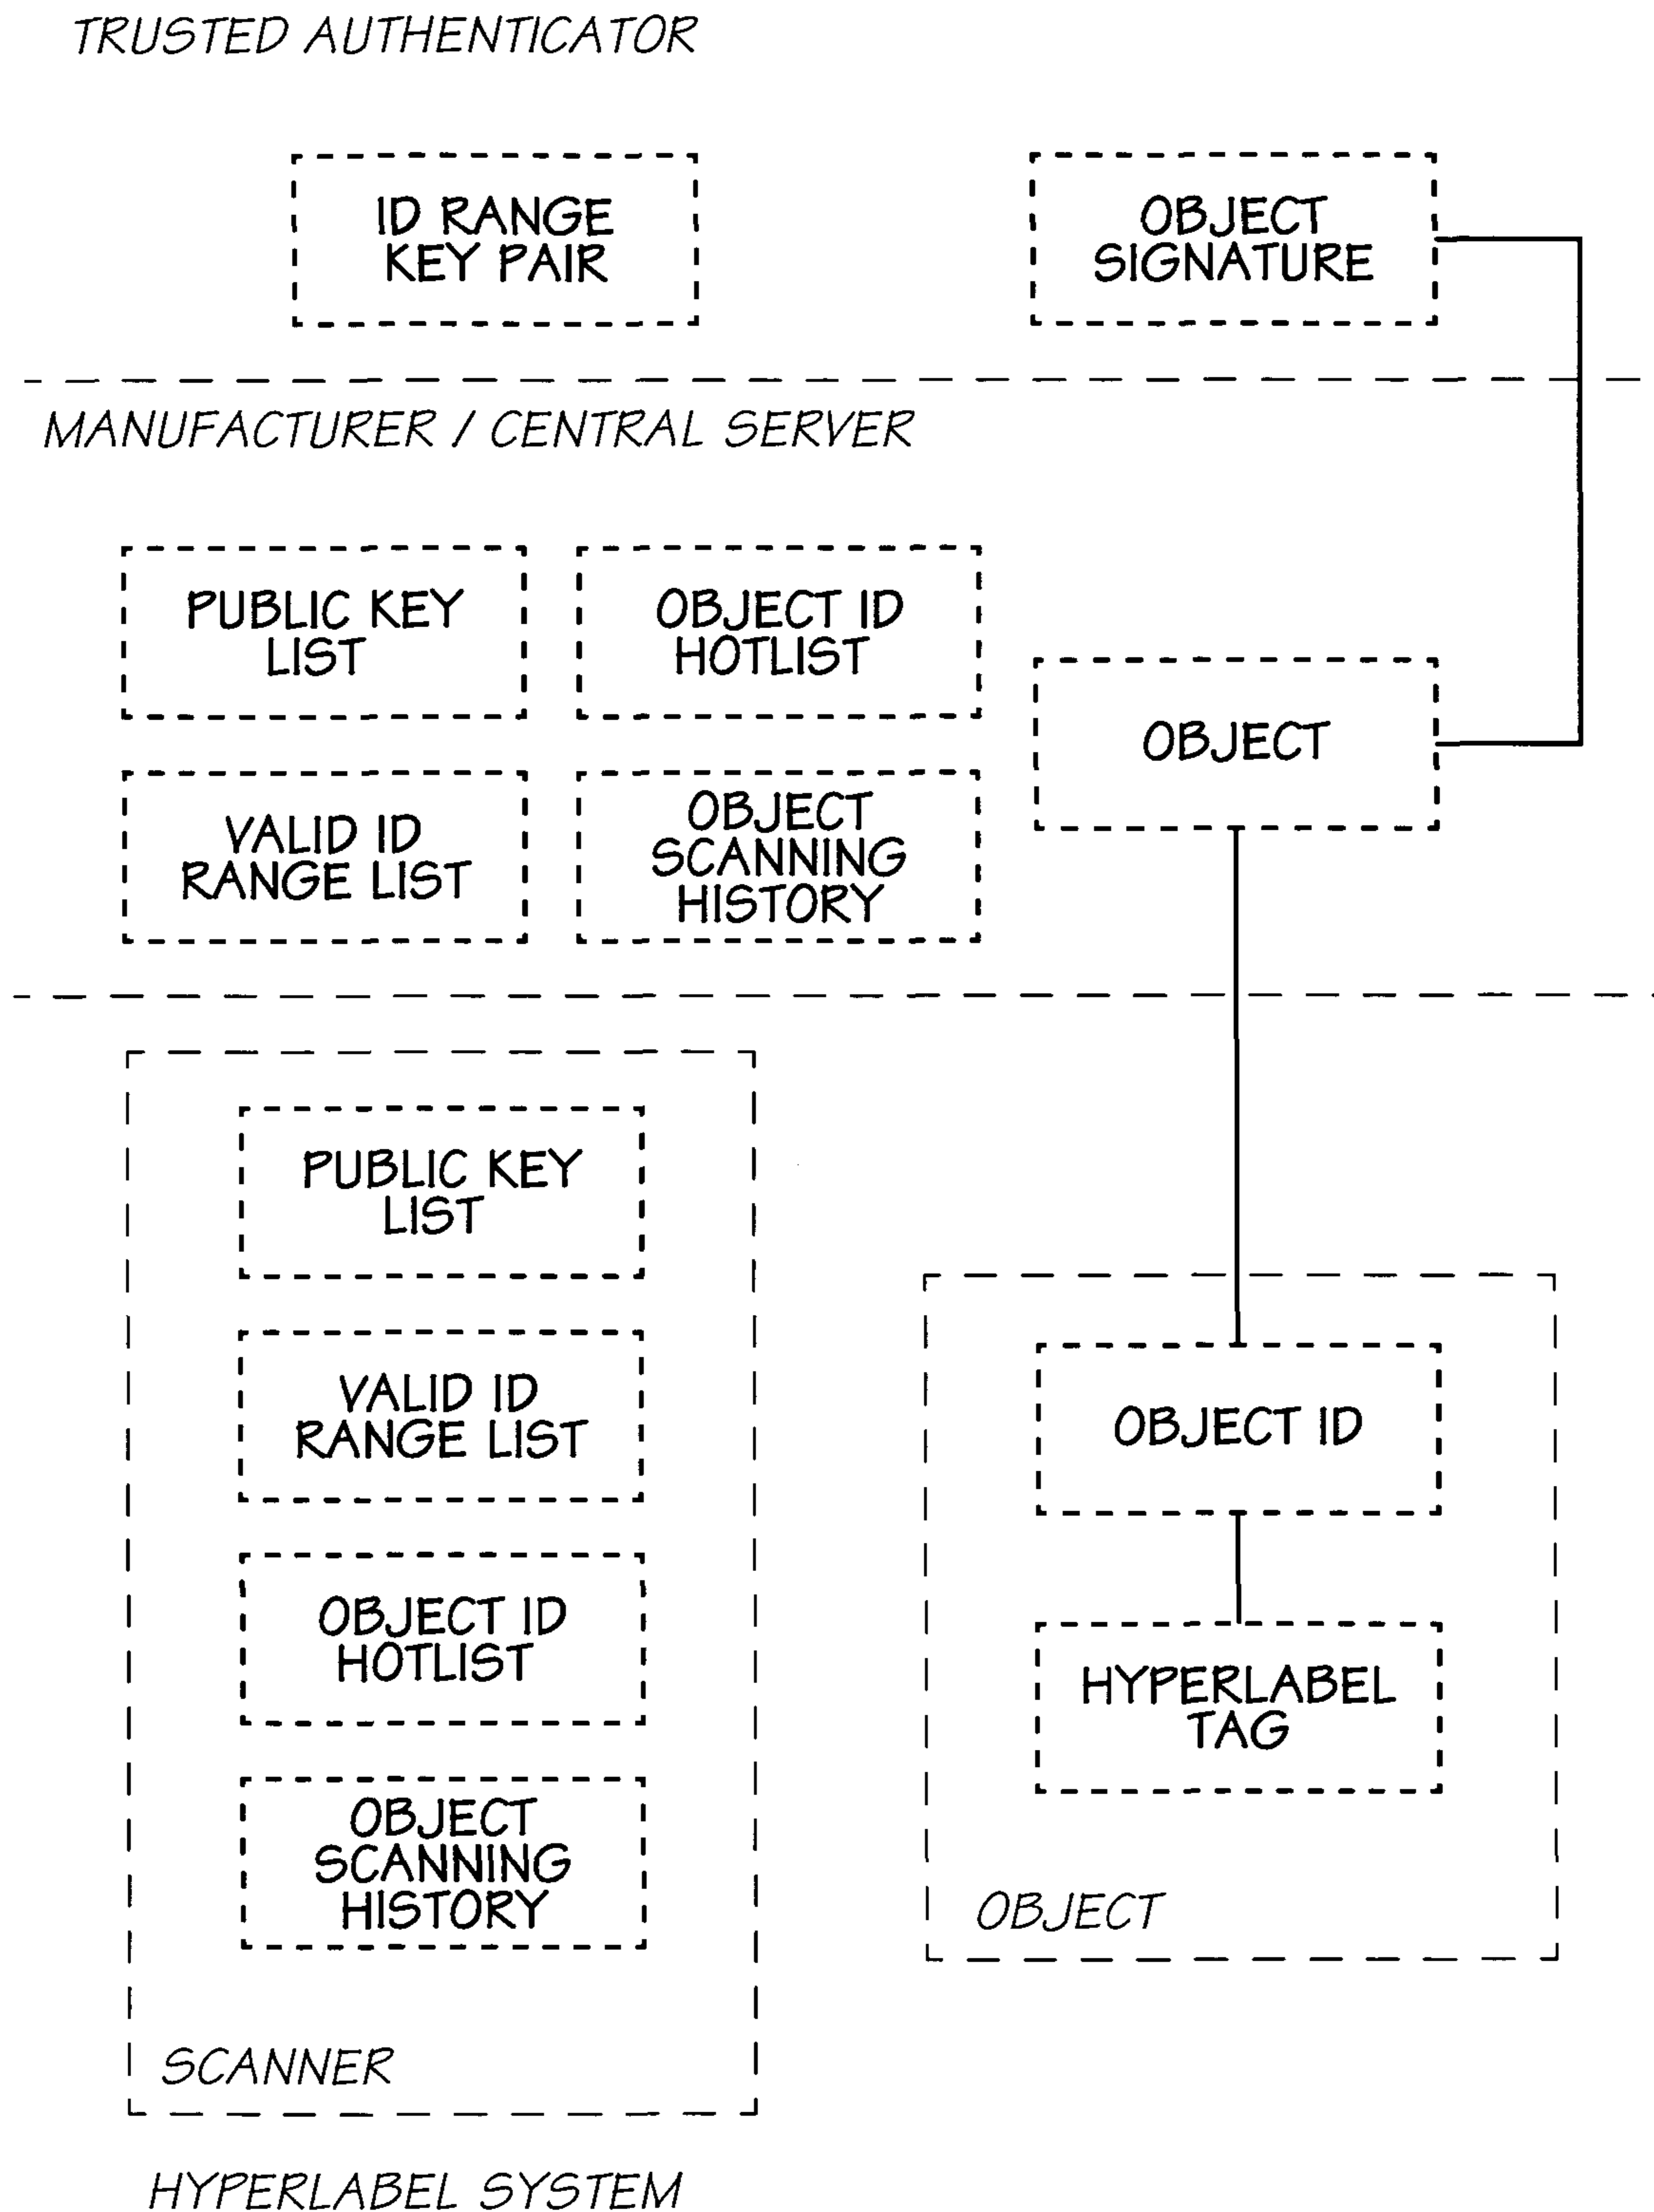 TRUSTED AUTHENTICATOR
ID RANGE
KEY PAIR
OBJECT
SIGNATURE
MANUFACTURER / CENTRAL SERVER
PUBLIC KEY
LIST
OBJECT ID
HOTLIST
OBJECT
VALID ID
RANGE LIST
OBJECT
SCANNING
HISTORY
PUBLIC KEY
LIST
VALID ID
RANGE LIST
OBJECT ID
HOTLIST
OBJECT
SCANNING
HISTORY
SCANNER
OBJECT ID
HYPERLABEL
TAG
OBJECT
HYPERLABEL SYSTEM